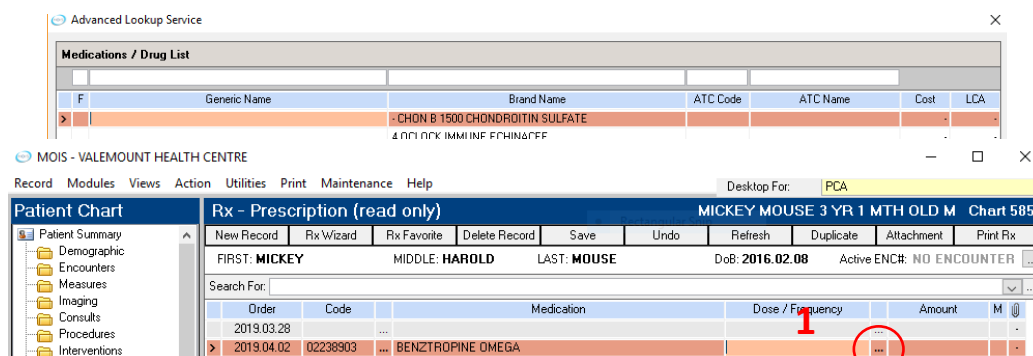 Advanced Lookup Service
Medications / Drug List
F Generic Name Brand Name ATC Code ATC Name Cost LCA
> - CHON B 1500 CHONDROITIN SULFATE - -
4 OCLOCK IMMUNE ECHINACEE
MOIS - VALEMOUNT HEALTH CENTRE
Record Modules Views Action Utilities Print Maintenance Help Desktop For: PCA
Patient Chart Rx - Prescription (read only) MICKEY MOUSE 3 YR 1 MTH OLD M Chart 585
Patient Summary New Record Rx Wizard Rx Favorite Delete Record Save Undo Refresh Duplicate Attachment Print Rx
Demographic
Encounters FIRST: MICKEY MIDDLE: HAROLD LAST: MOUSE DoB: 2016.02.08 Active ENC#: NO ENCOUNTER ..
Measures Search For: ..
Imaging
Consults Order Code Medication Dose / Frequency Amount M
Procedures 2019.03.28 ... ... -
Interventions > 2019.04.02 02238903 ... BENZTROPINE OMEGA ... -
1